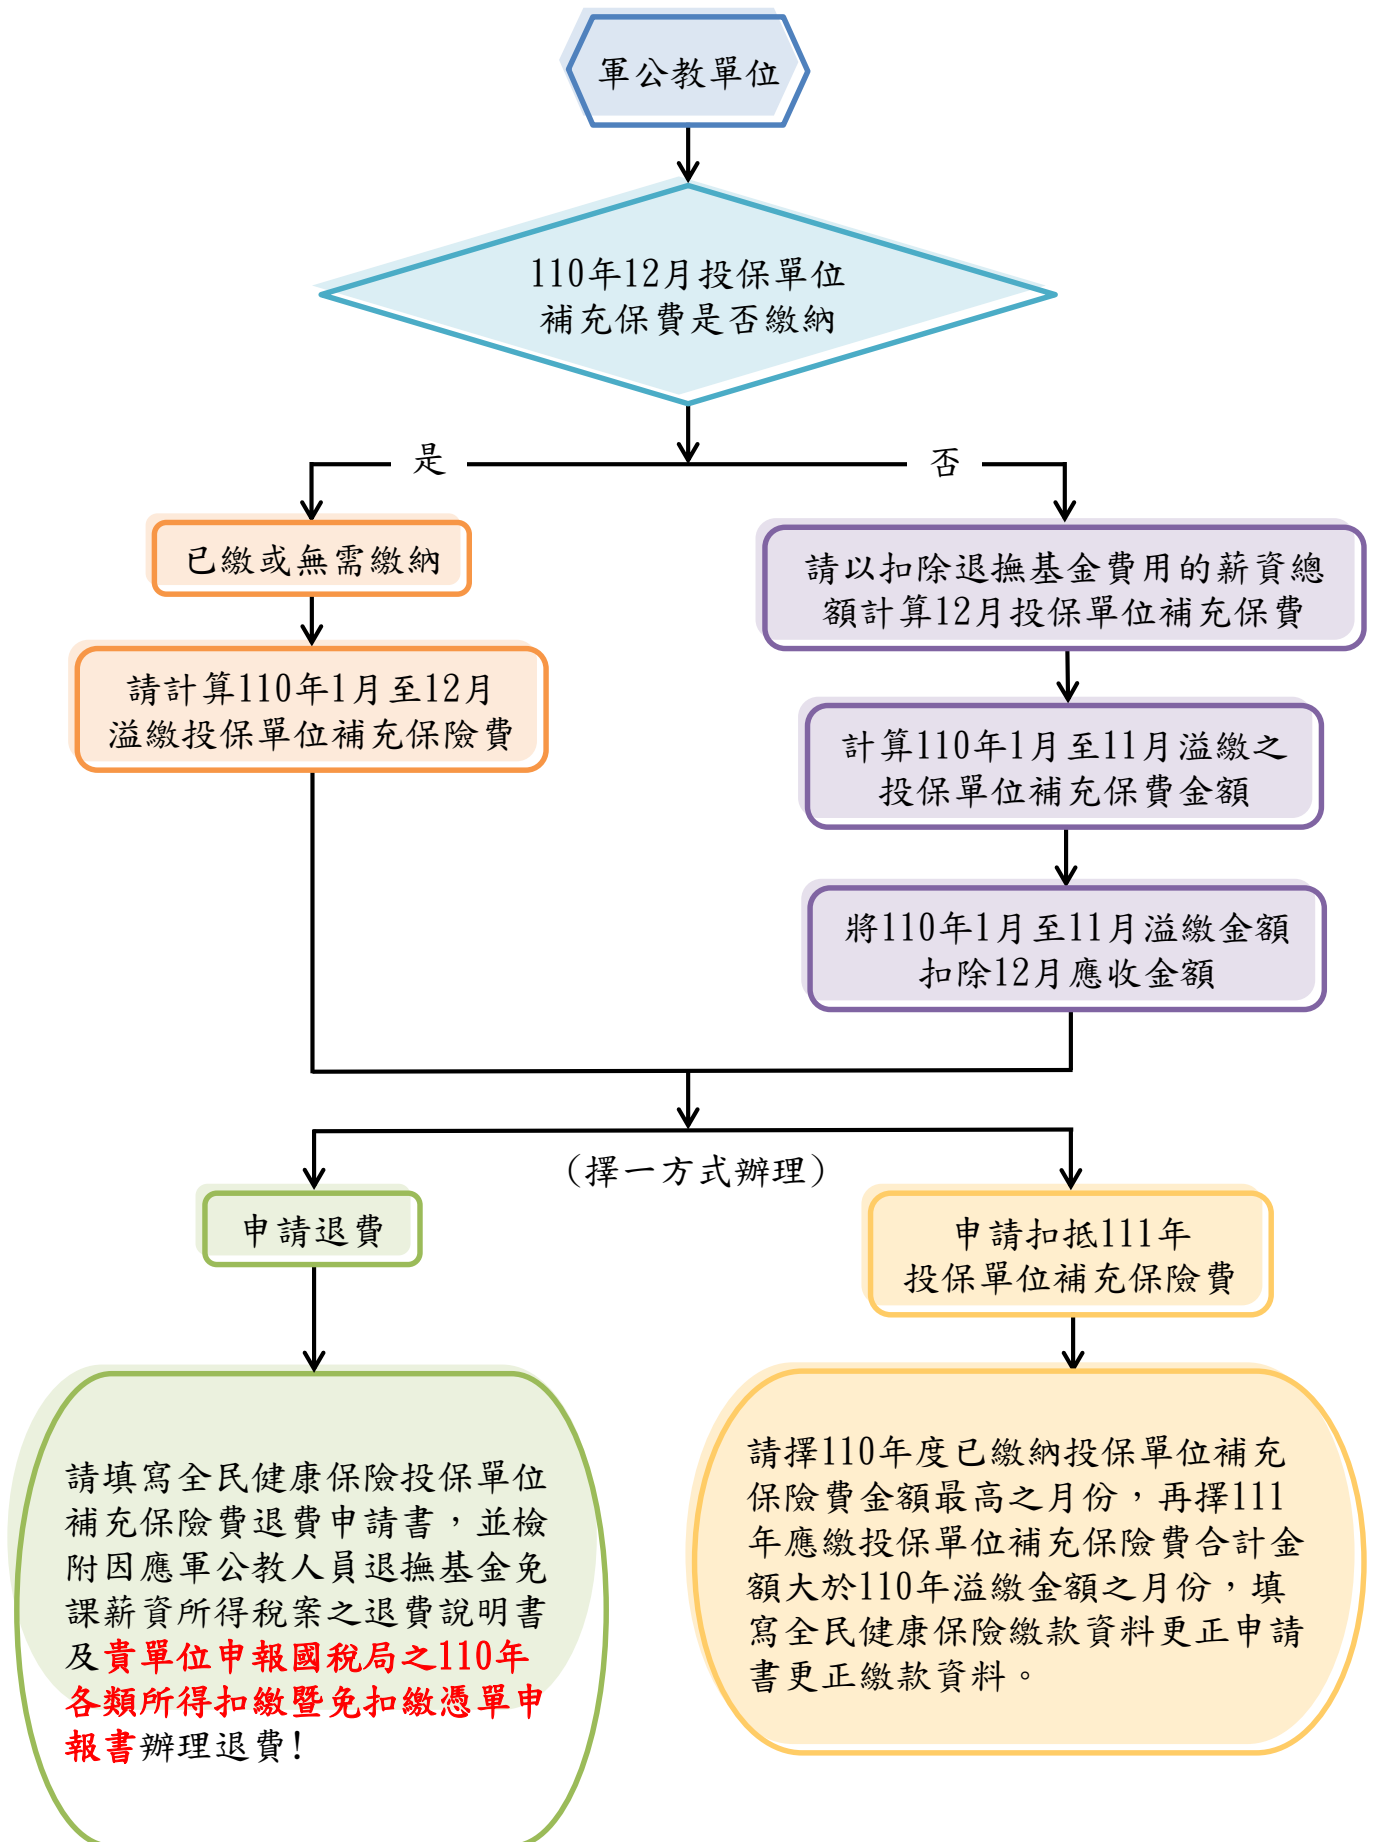 軍公教單位
110年12月投保單位
補充保費是否繳納
是
否
已繳或無需繳納
請計算110年1月至12月
溢繳投保單位補充保險費
請以扣除退撫基金費用的薪資總
額計算12月投保單位補充保費
計算110年1月至11月溢繳之
投保單位補充保費金額
將110年1月至11月溢繳金額
扣除12月應收金額
(擇一方式辦理)
申請退費
申請扣抵111年
投保單位補充保險費
請填寫全民健康保險投保單位
補充保險費退費申請書，並檢
附因應軍公教人員退撫基金免
課薪資所得稅案之退費說明書
及貴單位申報國稅局之110年
各類所得扣繳暨免扣繳憑單申
報書辦理退費!
請擇110年度已繳納投保單位補充
保險費金額最高之月份，再擇111
年應繳投保單位補充保險費合計金
額大於110年溢繳金額之月份，填
寫全民健康保險繳款資料更正申請
書更正繳款資料。